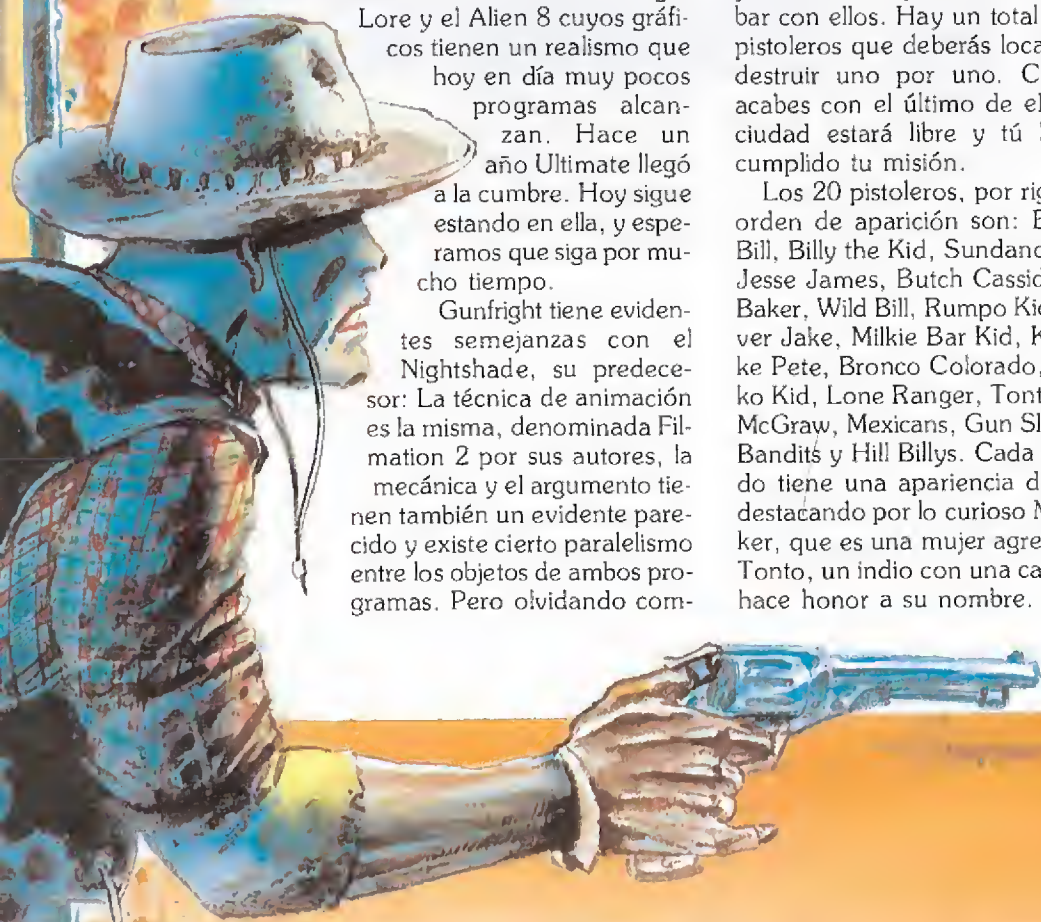 Lore y el Alien 8 cuyos gráfi-
cos tienen un realismo que
hoy en día muy pocos
programas alcan-
zan. Hace un
año Ultimate llegó
a la cumbre. Hoy sigue
estando en ella, y espe-
ramos que siga por mu-
cho tiempo.
Gunfright tiene eviden-
tes semejanzas con el
Nightshade, su predece-
sor: La técnica de animación
es la misma, denominada Fil-
mation 2 por sus autores, la
mecánica y el argumento tie-
nen también un evidente pare-
cido y existe cierto paralelismo
entre los objetos de ambos pro-
gramas. Pero olvidando com-
bar con ellos. Hay un total
pistoleros que deberás loca
destruir uno por uno. C
acabes con el último de el
ciudad estará libre y tú
cumplido tu misión.
Los 20 pistoleros, por rig
orden de aparición son: B
Bill, Billy the Kid, Sundanc
Jesse James, Butch Cassid
Baker, Wild Bill, Rumpo Kid
ver Jake, Milkie Bar Kid, K
ke Pete, Bronco Colorado,
ko Kid, Lone Ranger, Tont
McGraw, Mexicans, Gun Sl
Bandits y Hill Billys. Cada
do tiene una apariencia d
destacando por lo curioso M
ker, que es una mujer agre
Tonto, un indio con una ca
hace honor a su nombre.